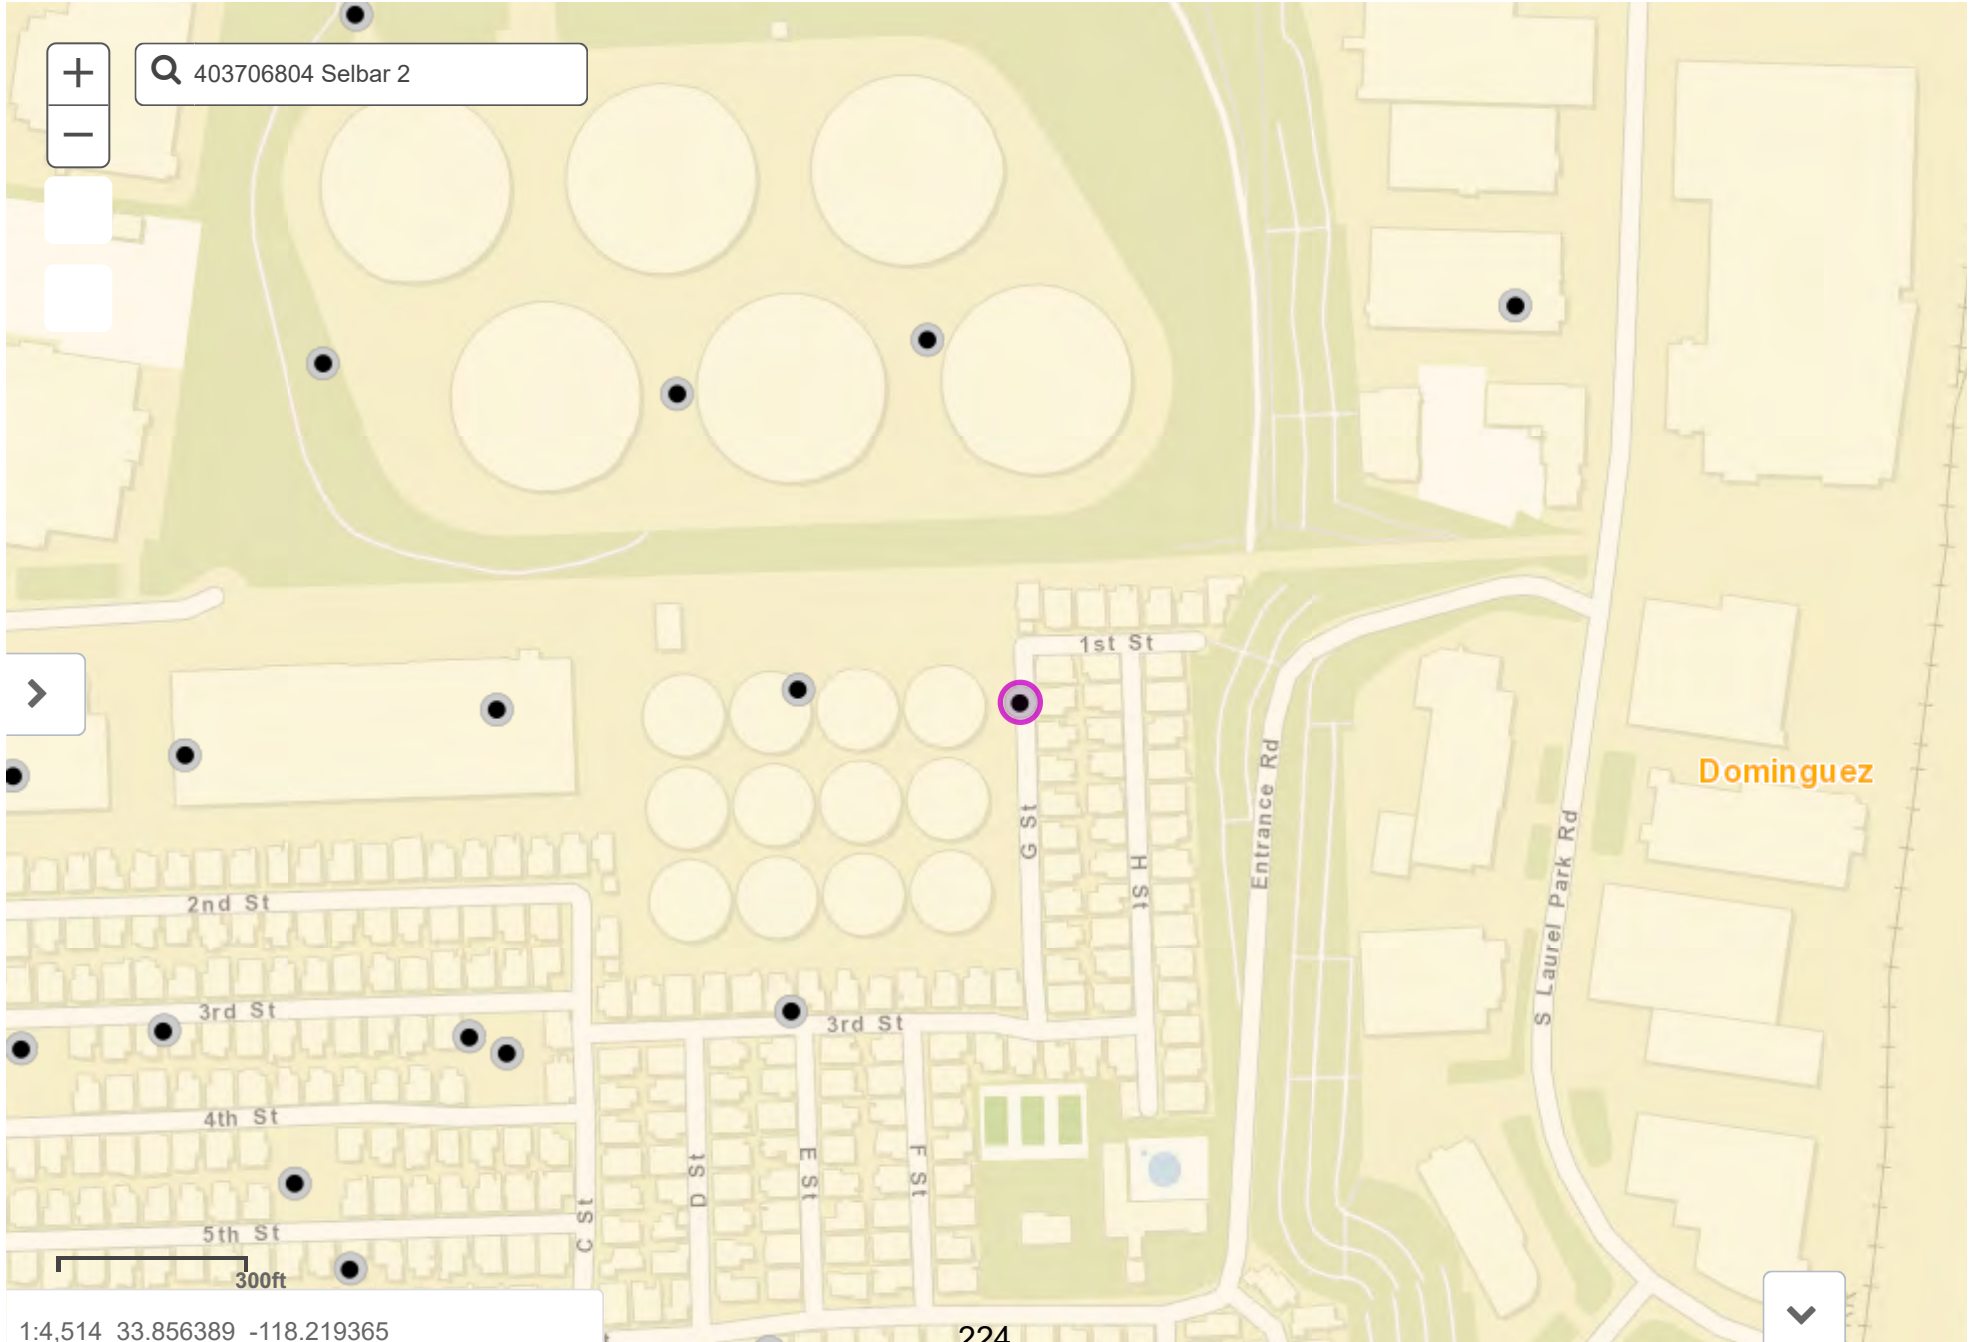 +
403706804 Selbar 2
−
1st St
Dominguez
G St
H St
Entrance Rd
S Laurel Park Rd
2nd St
3rd St
3rd St
4th St
5th St
C St
D St
E St
F St
300ft
1:4,514 33.856389 -118.219365
224